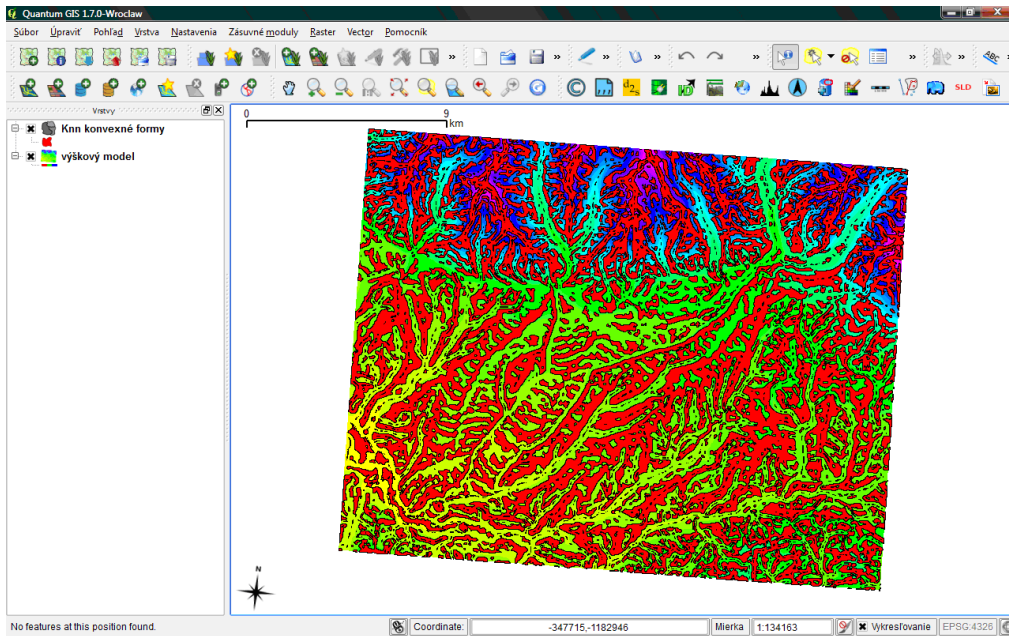 Quantum GIS 1.7.0-Wroclaw
Súbor Úpraviť Pohľad Vrstva Nastavenia Zásuvné moduly Raster Vector Pomocník
SLD
Vrstvy
Knn konvexné formy
výškový model
0 9
km
N
No features at this position found.
Coordinate: -347715,-1182946 Mierka 1:134163 Vykresľovanie EPSG:4326